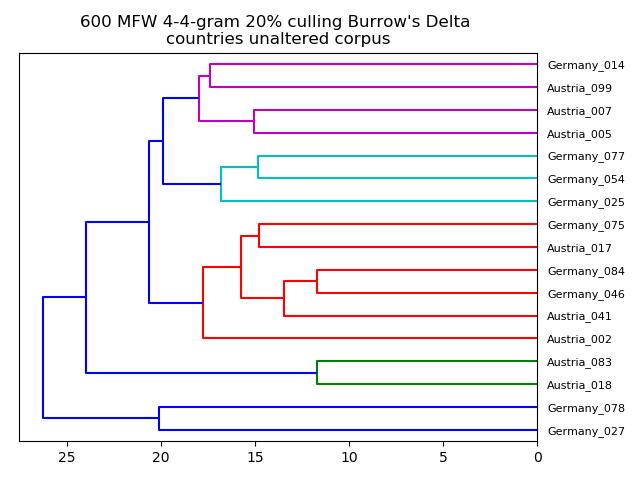 600 MFW 4-4-gram 20% culling Burrow's Delta
countries unaltered corpus
Germany_014
Austria_099
Austria_007
Austria_005
Germany_077
Germany_054
Germany_025
Germany_075
Austria_017
Germany_084
Germany_046
Austria_041
Austria_002
Austria_083
Austria_018
Germany_078
Germany_027
25 20 15 10 5 0